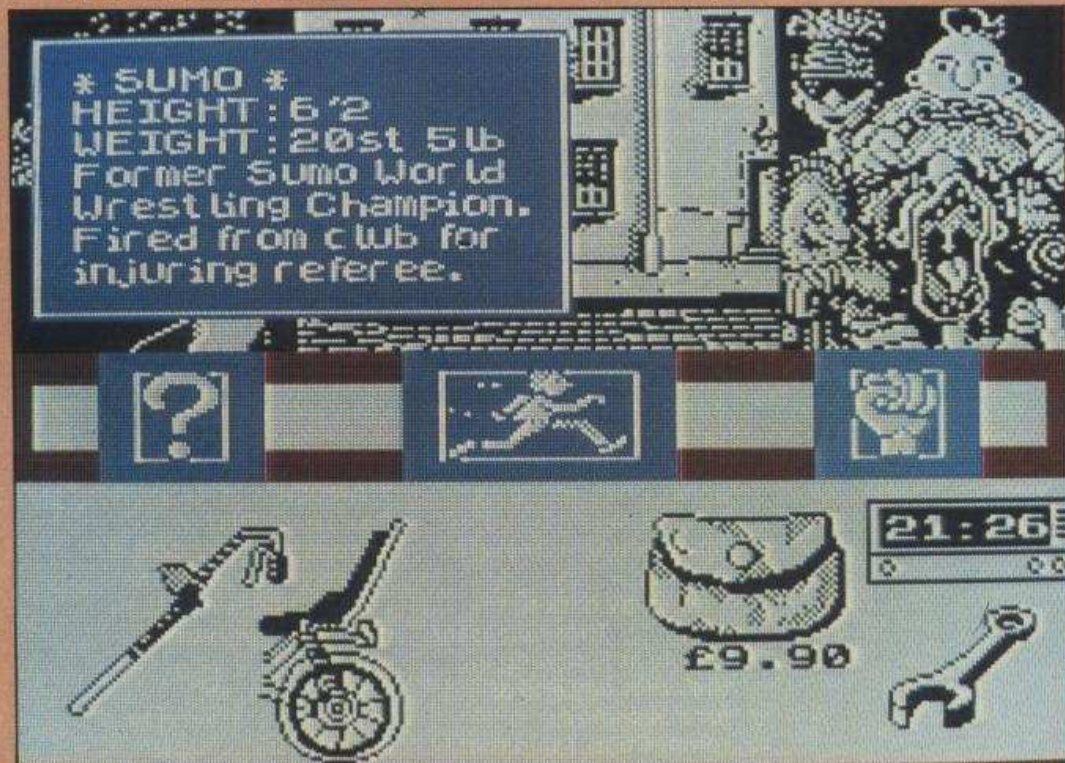 * SUMO *
HEIGHT:6'2
WEIGHT:20st 5lb
Former Sumo World
Wrestling Champion.
Fired from club for
injuring referee.
?
21:26
£9.90